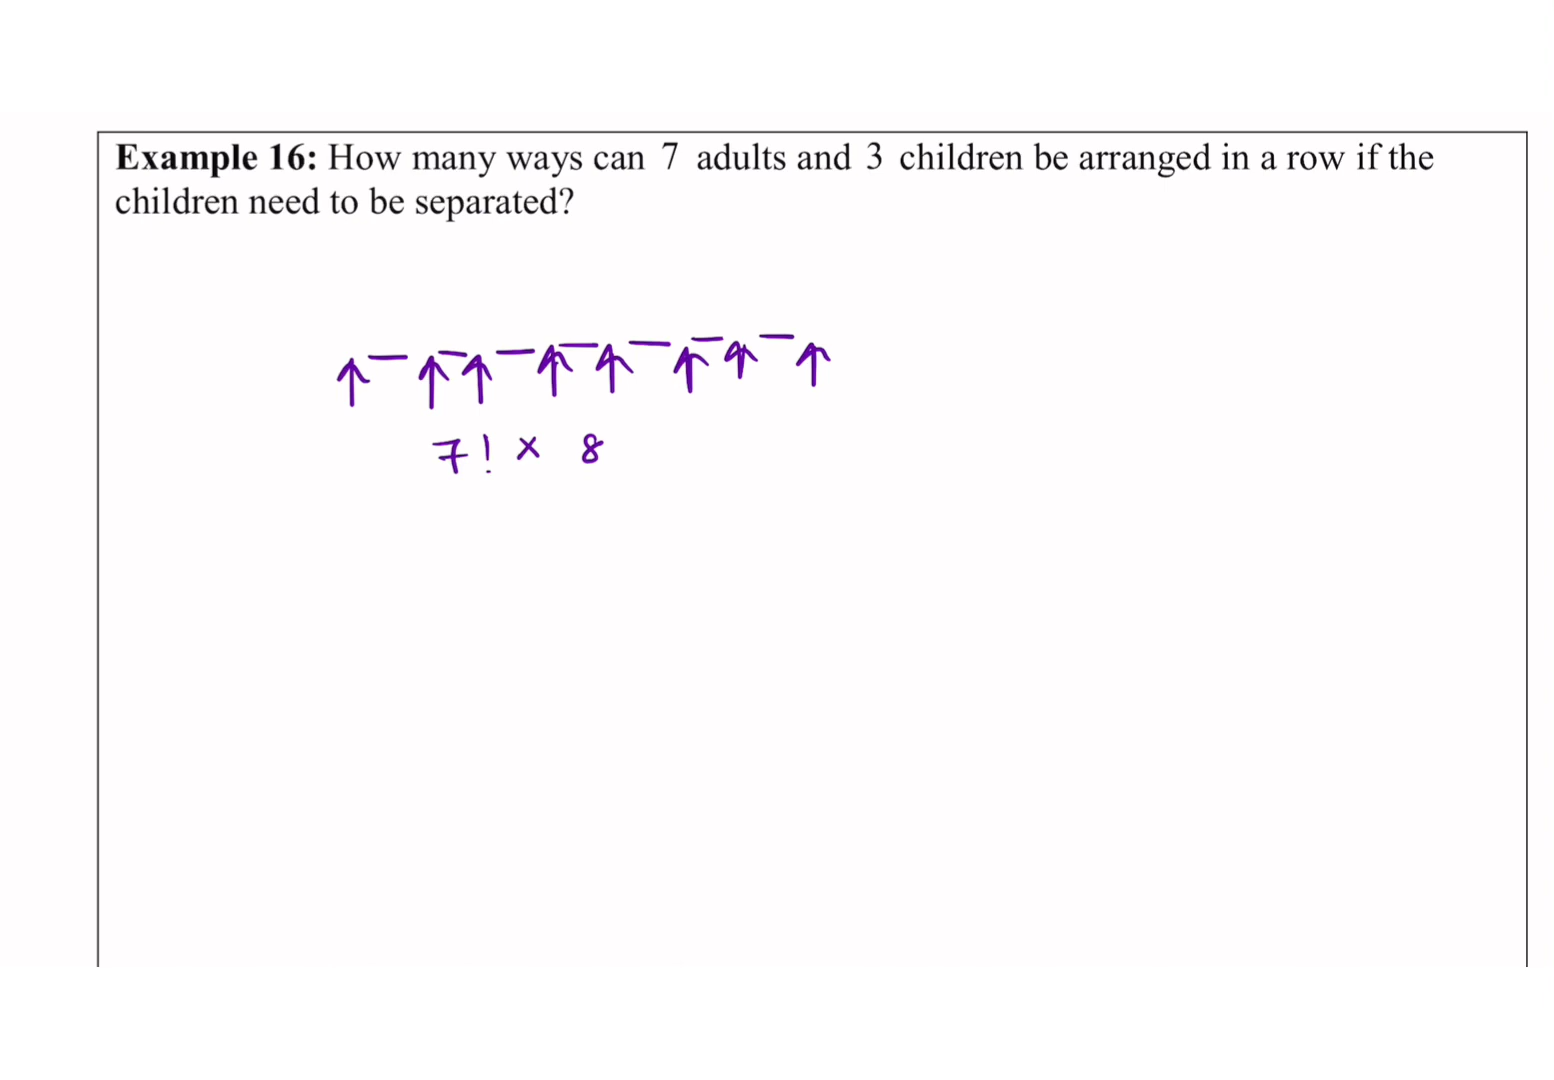 Example 16: How many ways can 7 adults and 3 children be arranged in a row if the
children need to be separated?
7! × 8